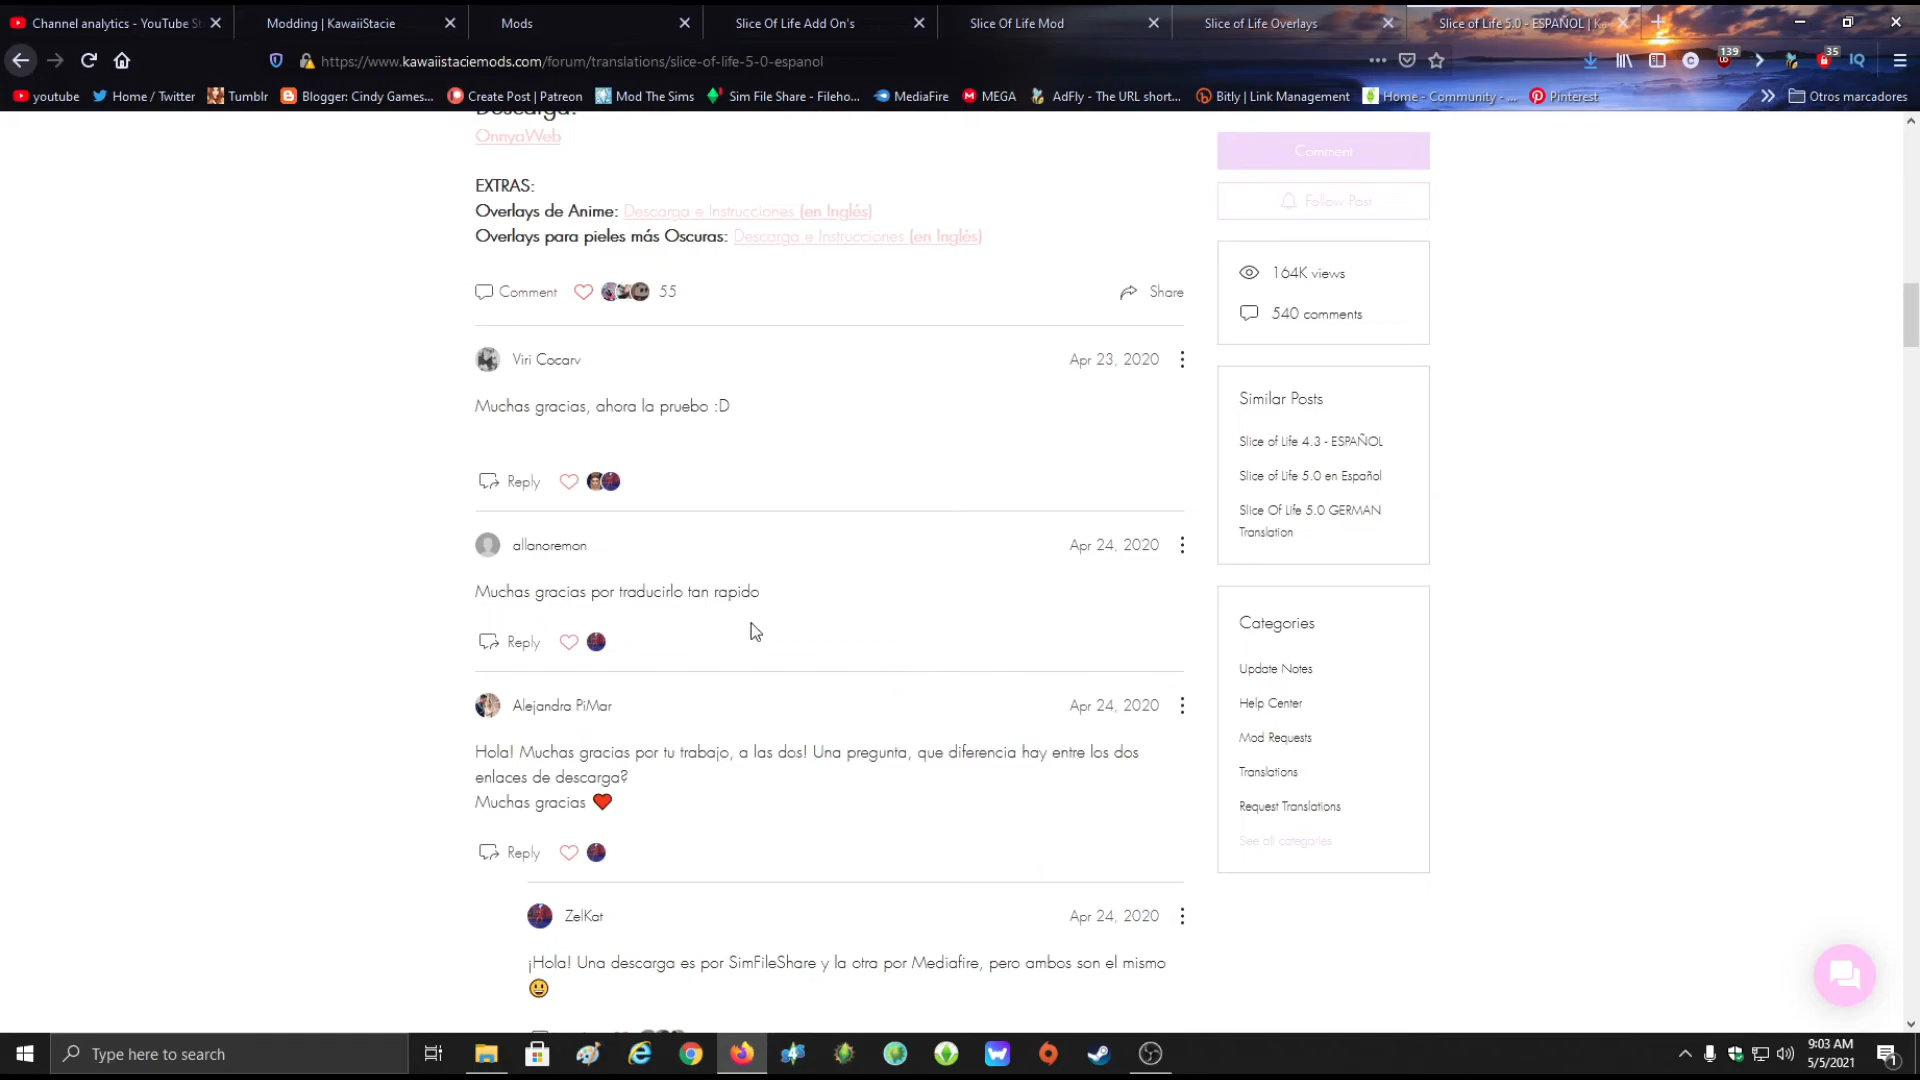 Channel analytics - YouTube St
Modding | KawaiiStacie
Mods
Slice Of Life Add On's
Slice Of Life Mod
Slice of Life Overlays
Slice of Life 5.0 - ESPAÑOL | Ka
https://www.kawaiistaciemods.com/forum/translations/slice-of-life-5-0-espanol
139
35
IQ
youtube
Home / Twitter
Tumblr
Blogger: Cindy Games...
Create Post | Patreon
Mod The Sims
Sim File Share - Fileho...
MediaFire
MEGA
AdFly - The URL short...
Bitly | Link Management
Home - Community - ...
Pinterest
Otros marcadores
Descarga:
OnnyaWeb
EXTRAS:
Overlays de Anime: Descarga e Instrucciones (en Inglés)
Overlays para pieles más Oscuras: Descarga e Instrucciones (en Inglés)
Comment
55
Share
Viri Cocarv
Apr 23, 2020
Muchas gracias, ahora la pruebo :D
Reply
allanoremon
Apr 24, 2020
Muchas gracias por traducirlo tan rapido
Reply
Alejandra PiMar
Apr 24, 2020
Hola! Muchas gracias por tu trabajo, a las dos! Una pregunta, que diferencia hay entre los dos
enlaces de descarga?
Muchas gracias ❤
Reply
ZelKat
Apr 24, 2020
¡Hola! Una descarga es por SimFileShare y la otra por Mediafire, pero ambos son el mismo
😃
Comment
Follow Post
164K views
540 comments
Similar Posts
Slice of Life 4.3 - ESPAÑOL
Slice of Life 5.0 en Español
Slice Of Life 5.0 GERMAN
Translation
Categories
Update Notes
Help Center
Mod Requests
Translations
Request Translations
See all categories
Type here to search
9:03 AM
5/5/2021
1